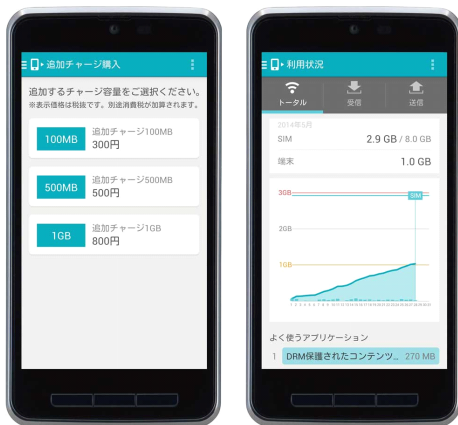 追加チャージ購入
追加するチャージ容量をご選択ください。
※表示価格は税抜です。別途消費税が加算されます。
100MB
追加チャージ100MB
300円
500MB
追加チャージ500MB
500円
1GB
追加チャージ1GB
800円
利用状況
トータル
受信
送信
2014年5月
SIM
2.9 GB / 8.0 GB
端末
1.0 GB
3GB
SIM
2GB
1GB
よく使うアプリケーション
1 DRM保護されたコンテンツ... 270 MB